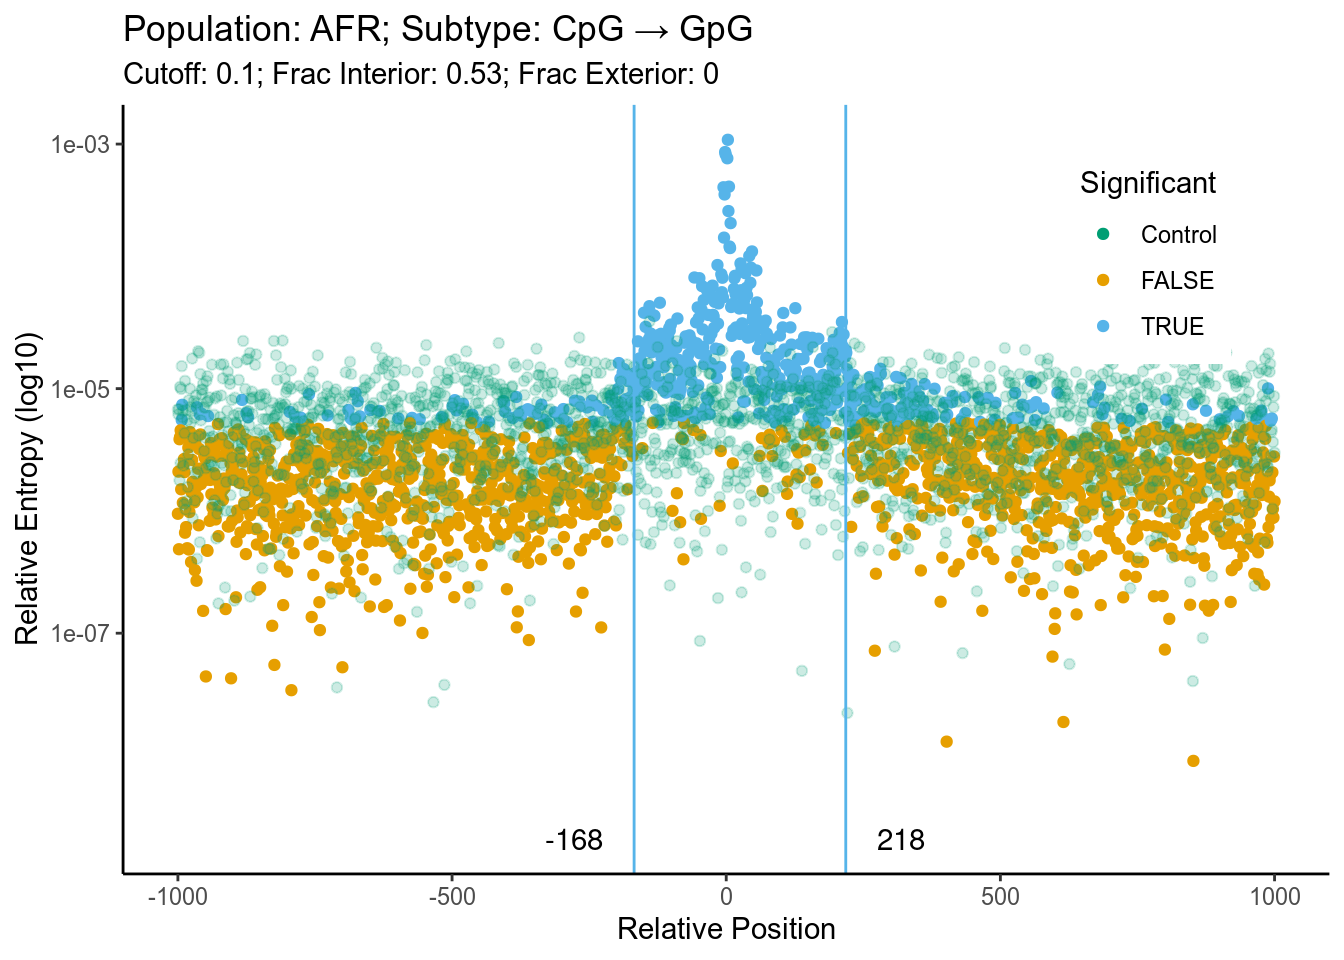 Population: AFR; Subtype: CpG → GpG
Cutoff: 0.1; Frac Interior: 0.53; Frac Exterior: 0
1e-03
1e-05
1e-07
Relative Entropy (log10)
Significant
Control
FALSE
TRUE
-168
218
-1000
-500
0
500
1000
Relative Position